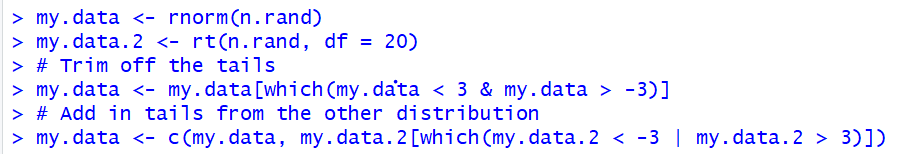 > my.data <- rnorm(n.rand)
> my.data.2 <- rt(n.rand, df = 20)
> # Trim off the tails
> my.data <- my.data[which(my.data < 3 & my.data > -3)]
> # Add in tails from the other distribution
> my.data <- c(my.data, my.data.2[which(my.data.2 < -3 | my.data.2 > 3)])